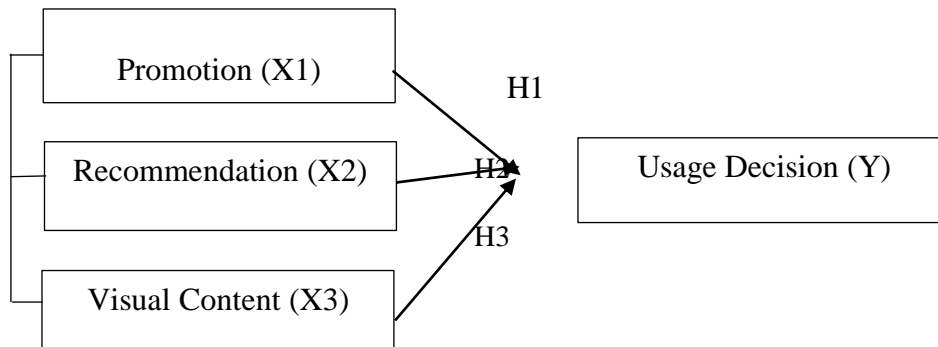 Promotion (X1)
H1
Recommendation (X2)
H2
Usage Decision (Y)
H3
Visual Content (X3)